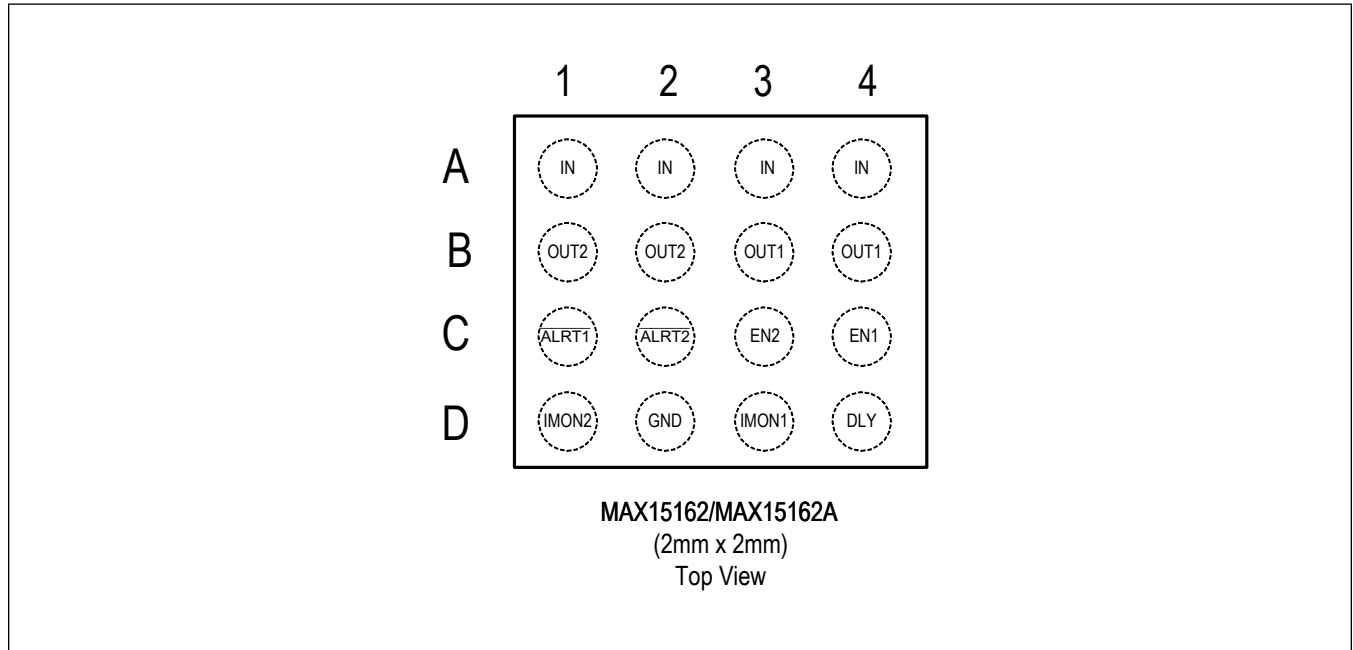 1 2 3 4
A IN IN IN IN
B OUT2 OUT2 OUT1 OUT1
C ALRT1 ALRT2 EN2 EN1
D IMON2 GND IMON1 DLY
MAX15162/MAX15162A
(2mm x 2mm)
Top View